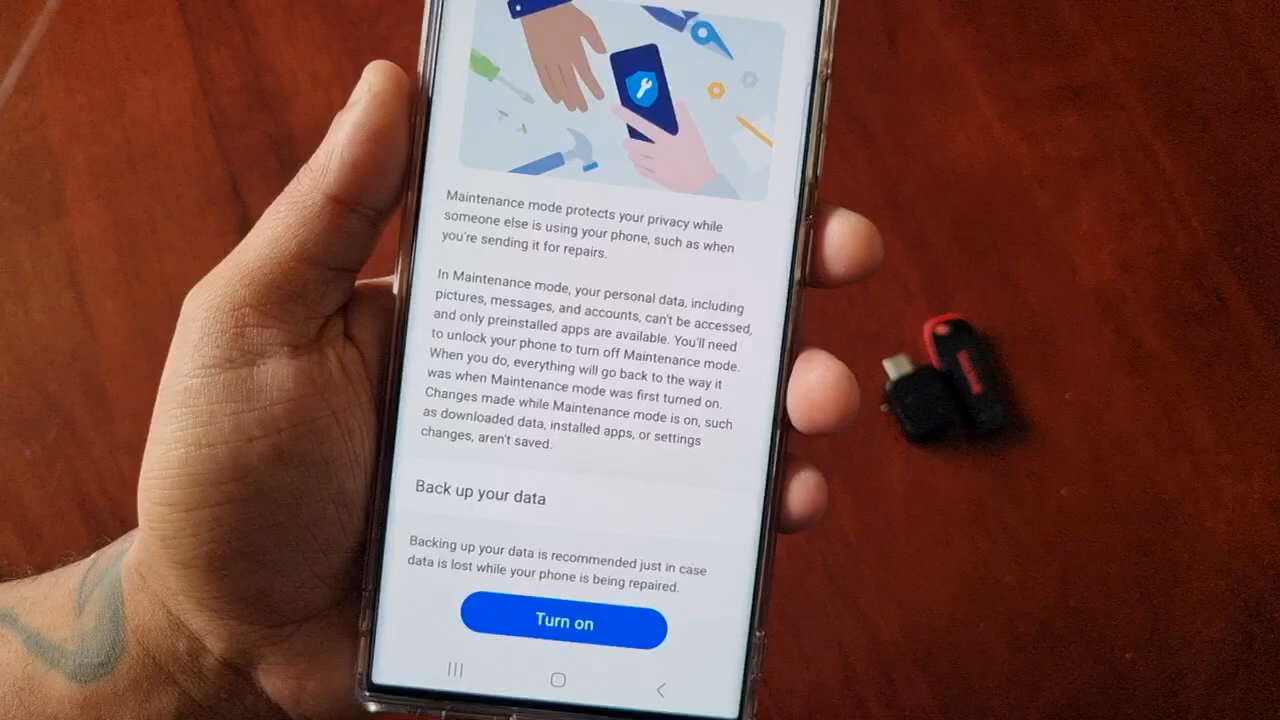 Maintenance mode protects your privacy while
someone else is using your phone, such as when
you're sending it for repairs.
In Maintenance mode, your personal data, including
pictures, messages, and accounts, can't be accessed,
and only preinstalled apps are available. You'll need
to unlock your phone to turn off Maintenance mode.
When you do, everything will go back to the way it
was when Maintenance mode was first turned on.
Changes made while Maintenance mode is on, such
as downloaded data, installed apps, or settings
changes, aren't saved.
Back up your data
Backing up your data is recommended just in case
data is lost while your phone is being repaired.
Turn on